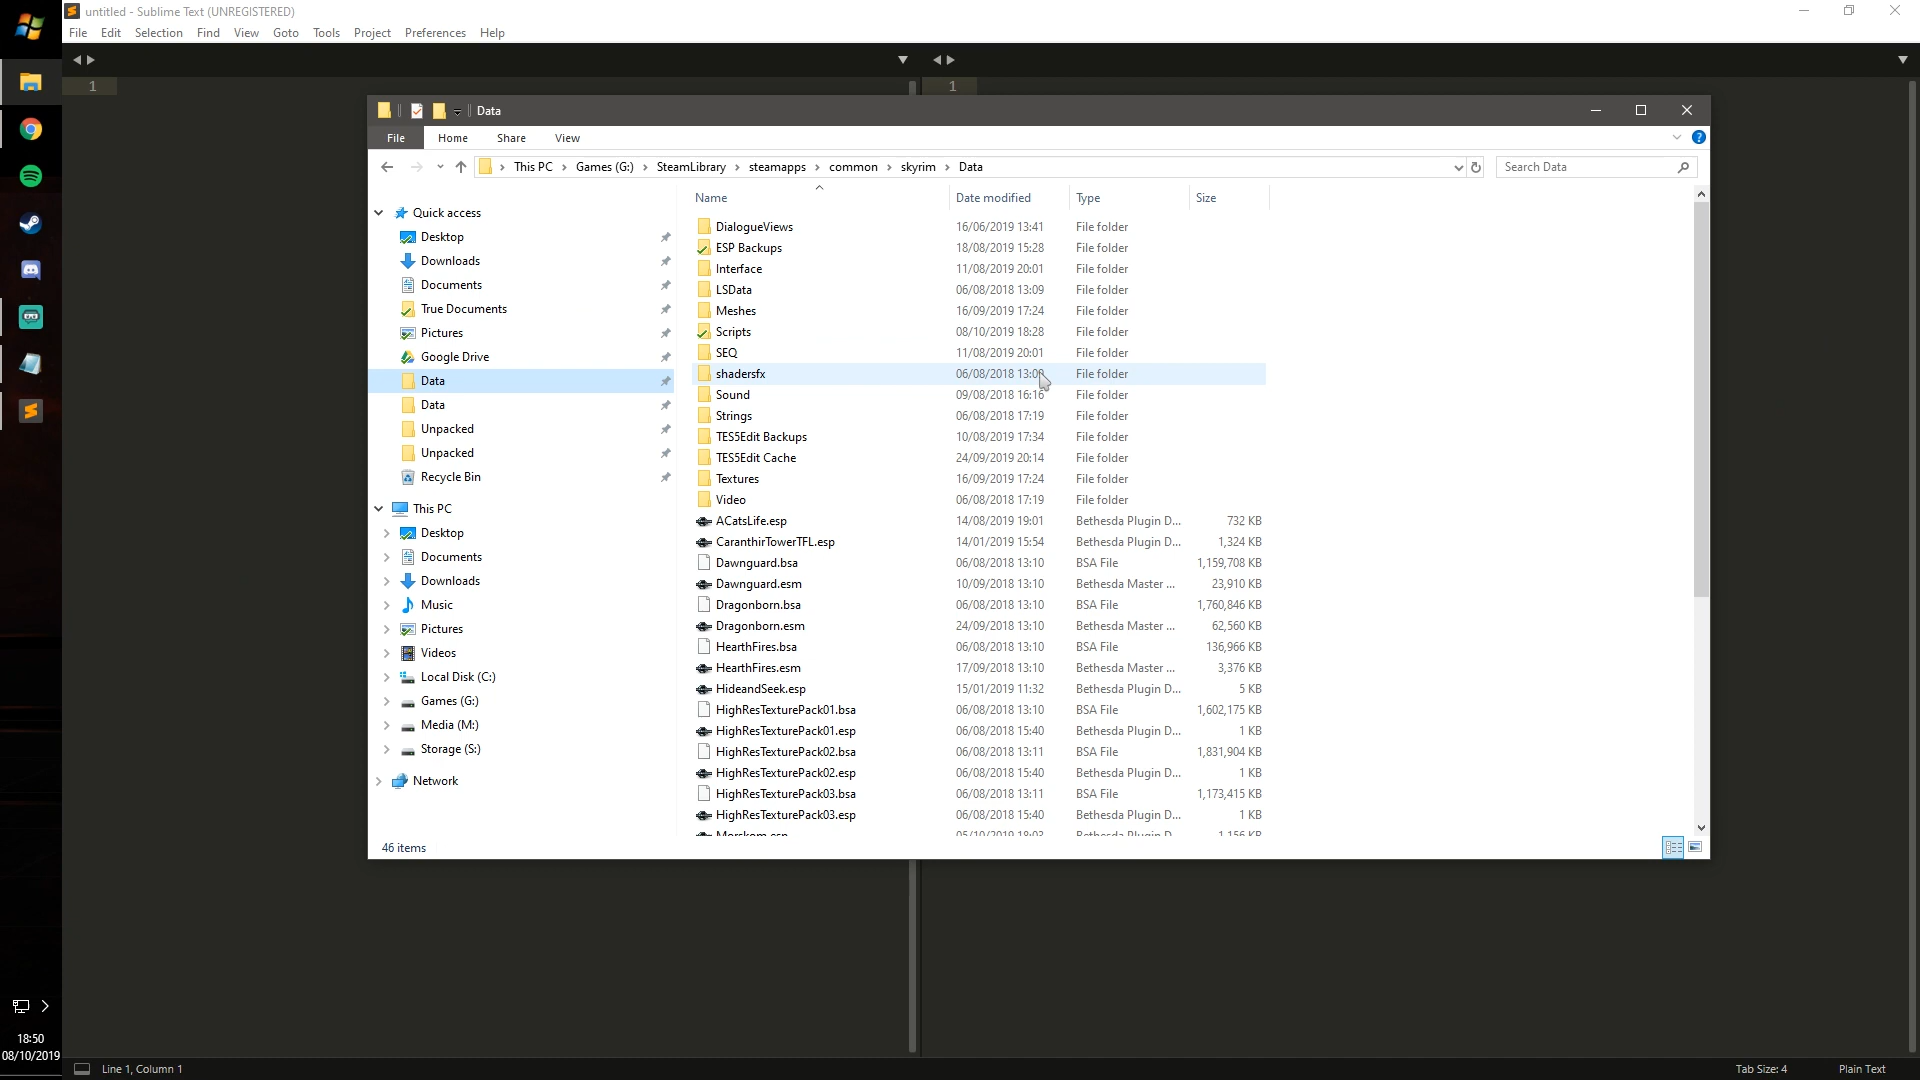 untitled - Sublime Text (UNREGISTERED)
File Edit Selection Find View Goto Tools Project Preferences Help
1
1
Data
File Home Share View
This PC Games (G:) SteamLibrary steamapps common skyrim Data
Search Data
Quick access
Desktop
Downloads
Documents
True Documents
Pictures
Google Drive
Data
Data
Unpacked
Unpacked
Recycle Bin
This PC
Desktop
Documents
Downloads
Music
Pictures
Videos
Local Disk (C:)
Games (G:)
Media (M:)
Storage (S:)
Network
Name Date modified Type Size
DialogueViews 16/06/2019 13:41 File folder
ESP Backups 18/08/2019 15:28 File folder
Interface 11/08/2019 20:01 File folder
LSData 06/08/2018 13:09 File folder
Meshes 16/09/2019 17:24 File folder
Scripts 08/10/2019 18:28 File folder
SEQ 11/08/2019 20:01 File folder
shadersfx 06/08/2018 File folder
Sound 09/08/2018 16:16 File folder
Strings 06/08/2018 17:19 File folder
TES5Edit Backups 10/08/2019 17:34 File folder
TES5Edit Cache 24/09/2019 20:14 File folder
Textures 16/09/2019 17:24 File folder
Video 06/08/2018 17:19 File folder
ACatsLife.esp 14/08/2019 19:01 Bethesda Plugin D... 732 KB
CaranthirTowerTFL.esp 14/01/2019 15:54 Bethesda Plugin D... 1,324 KB
Dawnguard.bsa 06/08/2018 13:10 BSA File 1,159,708 KB
Dawnguard.esm 10/09/2018 13:10 Bethesda Master ... 23,910 KB
Dragonborn.bsa 06/08/2018 13:10 BSA File 1,760,846 KB
Dragonborn.esm 24/09/2018 13:10 Bethesda Master ... 62,560 KB
HearthFires.bsa 06/08/2018 13:10 BSA File 136,966 KB
HearthFires.esm 17/09/2018 13:10 Bethesda Master ... 3,376 KB
HideandSeek.esp 15/01/2019 11:32 Bethesda Plugin D... 5 KB
HighResTexturePack01.bsa 06/08/2018 13:10 BSA File 1,602,175 KB
HighResTexturePack01.esp 06/08/2018 15:40 Bethesda Plugin D... 1 KB
HighResTexturePack02.bsa 06/08/2018 13:11 BSA File 1,831,904 KB
HighResTexturePack02.esp 06/08/2018 15:40 Bethesda Plugin D... 1 KB
HighResTexturePack03.bsa 06/08/2018 13:11 BSA File 1,173,415 KB
HighResTexturePack03.esp 06/08/2018 15:40 Bethesda Plugin D... 1 KB
46 items
18:50
08/10/2019
Line 1, Column 1
Tab Size: 4
Plain Text